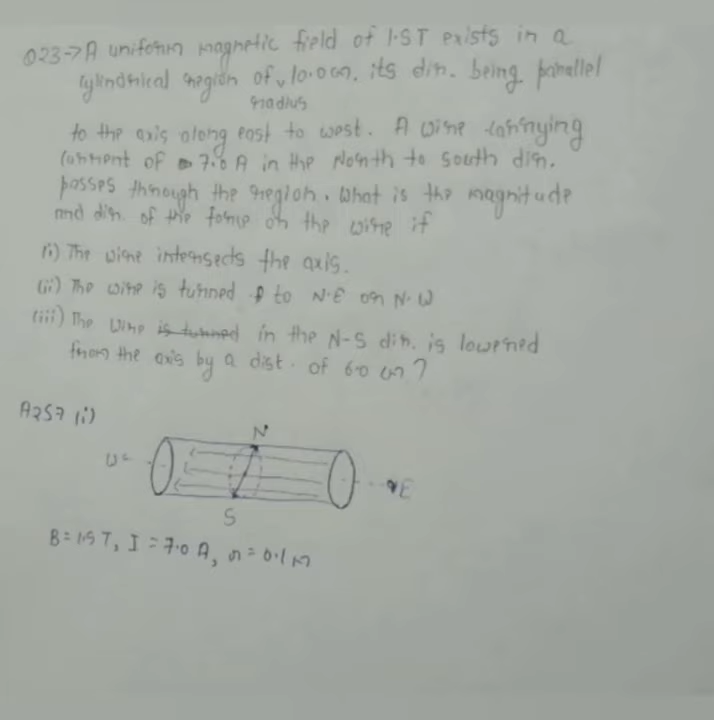 Q23→ A uniform magnetic field of 1.5T exists in a
cylindrical region of radius 10.0 cm, its dirn. being parallel
to the axis along east to west. A wire carrying
current of 7.0 A in the North to South dirn.
passes through the region. What is the magnitude
and dirn. of the force on the wire if
(i) The wire intersects the axis.
(ii) The wire is turned to N-E or N-W
(iii) The wire is turned in the N-S dirn. is lowered
from the axis by a dist. of 6.0 cm?
A25→ (i)
N
W
E
S
B = 1.5 T, I = 7.0 A, r = 0.1 m